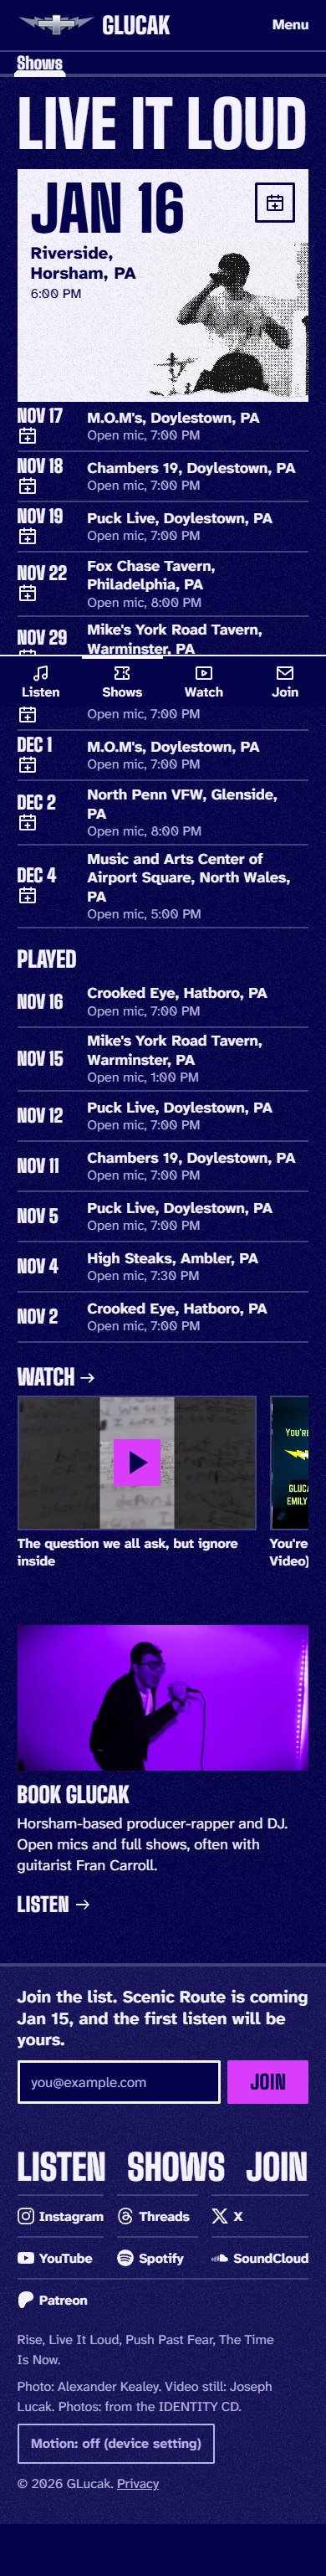 GLUCAK
Menu
Shows
LIVE IT LOUD
JAN 16
Riverside,
Horsham, PA
6:00 PM
NOV 17
M.O.M's, Doylestown, PA
Open mic, 7:00 PM
NOV 18
Chambers 19, Doylestown, PA
Open mic, 7:00 PM
NOV 19
Puck Live, Doylestown, PA
Open mic, 7:00 PM
NOV 22
Fox Chase Tavern,
Philadelphia, PA
Open mic, 8:00 PM
NOV 29
Mike's York Road Tavern,
Warminster, PA
Listen
Shows
Watch
Join
Open mic, 7:00 PM
DEC 1
M.O.M's, Doylestown, PA
Open mic, 7:00 PM
DEC 2
North Penn VFW, Glenside,
PA
Open mic, 8:00 PM
DEC 4
Music and Arts Center of
Airport Square, North Wales,
PA
Open mic, 5:00 PM
PLAYED
NOV 16
Crooked Eye, Hatboro, PA
Open mic, 7:00 PM
NOV 15
Mike's York Road Tavern,
Warminster, PA
Open mic, 1:00 PM
NOV 12
Puck Live, Doylestown, PA
Open mic, 7:00 PM
NOV 11
Chambers 19, Doylestown, PA
Open mic, 7:00 PM
NOV 5
Puck Live, Doylestown, PA
Open mic, 7:00 PM
NOV 4
High Steaks, Ambler, PA
Open mic, 7:30 PM
NOV 2
Crooked Eye, Hatboro, PA
Open mic, 7:00 PM
WATCH →
The question we all ask, but ignore
inside
YOU'RE
GLUCA
EMILY
You're
Video)
BOOK GLUCAK
Horsham-based producer-rapper and DJ.
Open mics and full shows, often with
guitarist Fran Carroll.
LISTEN →
Join the list. Scenic Route is coming
Jan 15, and the first listen will be
yours.
you@example.com
JOIN
LISTEN SHOWS JOIN
Instagram Threads X
YouTube Spotify SoundCloud
Patreon
Rise, Live It Loud, Push Past Fear, The Time
Is Now.
Photo: Alexander Kealey. Video still: Joseph
Lucak. Photos: from the IDENTITY CD.
Motion: off (device setting)
© 2026 GLucak. Privacy